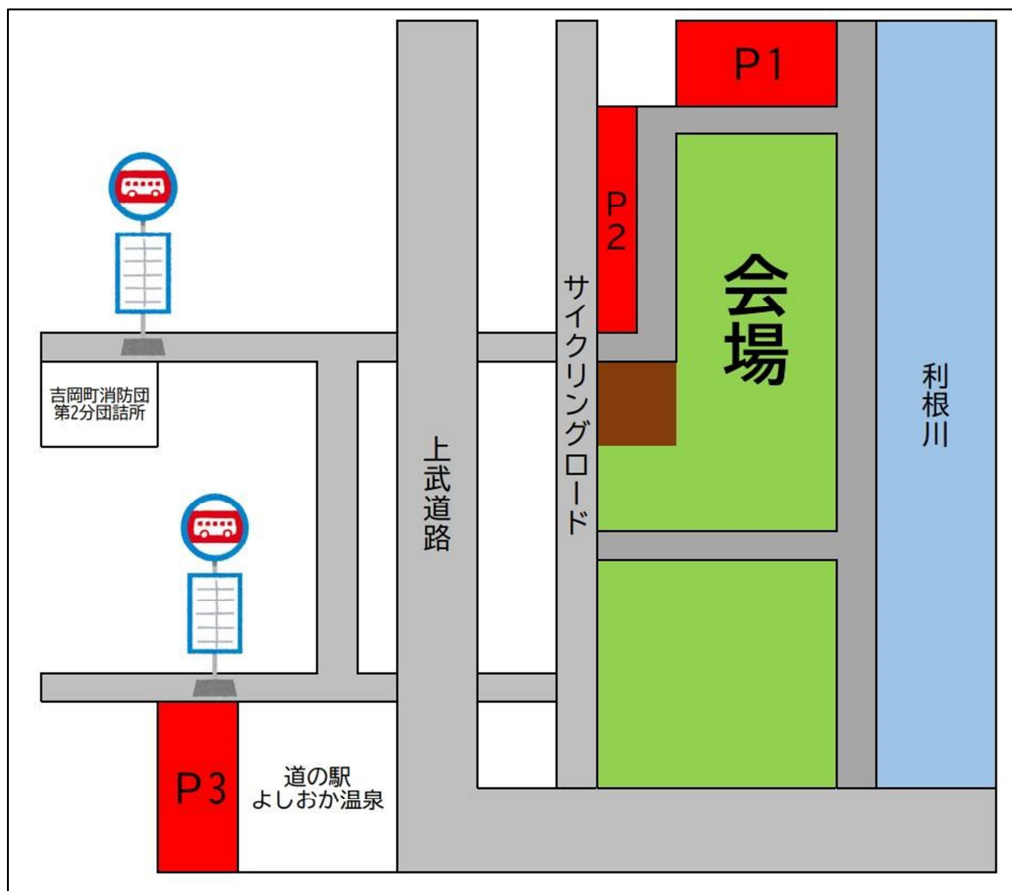 P1
P2
会場
サイクリングロード
利根川
吉岡町消防団
第2分団詰所
上武道路
P3
道の駅
よしおか温泉